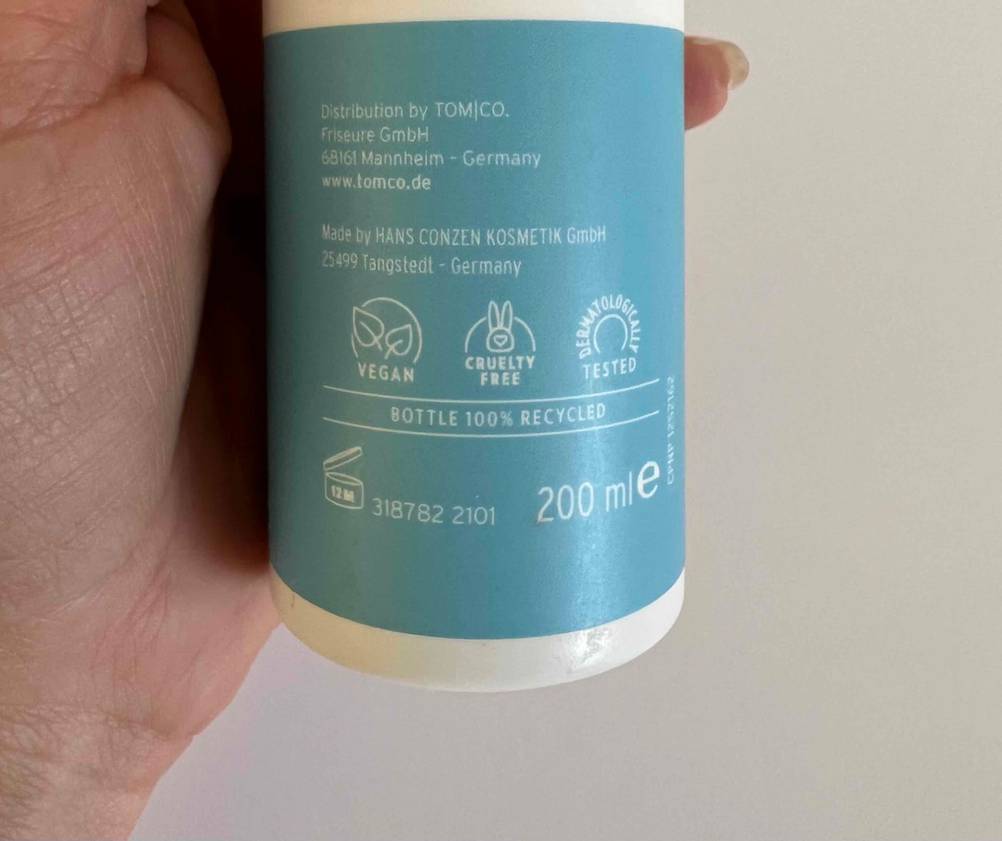 Distribution by TOM|CO.
Friseure GmbH
68161 Mannheim - Germany
www.tomco.de
Made by HANS CONZEN KOSMETIK GmbH
25499 Tangstedt - Germany
VEGAN
CRUELTY
FREE
DERMATOLOGICALLY
TESTED
BOTTLE 100% RECYCLED
12 M
318782 2101
200 ml e
CPNP 1252162